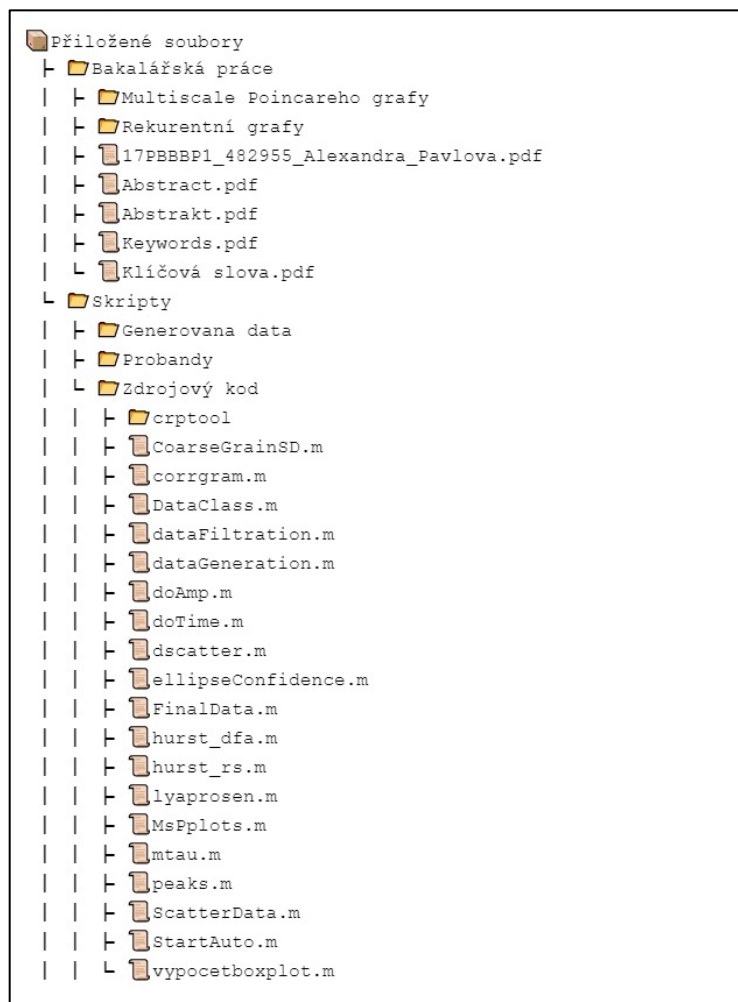 Přiložené soubory
├ Bakalářská práce
│ ├ Multiscale Poincareho grafy
│ ├ Rekurentní grafy
│ ├ 17PBBBP1_482955_Alexandra_Pavlova.pdf
│ ├ Abstract.pdf
│ ├ Abstrakt.pdf
│ ├ Keywords.pdf
│ └ Klíčová slova.pdf
└ Skripty
│ ├ Generovana data
│ ├ Probandy
│ └ Zdrojový kod
│ │ ├ crptool
│ │ ├ CoarseGrainSD.m
│ │ ├ corrgram.m
│ │ ├ DataClass.m
│ │ ├ dataFiltration.m
│ │ ├ dataGeneration.m
│ │ ├ doAmp.m
│ │ ├ doTime.m
│ │ ├ dscatter.m
│ │ ├ ellipseConfidence.m
│ │ ├ FinalData.m
│ │ ├ hurst_dfa.m
│ │ ├ hurst_rs.m
│ │ ├ lyaprosen.m
│ │ ├ MsPplots.m
│ │ ├ mtau.m
│ │ ├ peaks.m
│ │ ├ ScatterData.m
│ │ ├ StartAuto.m
│ │ └ vypocetboxplot.m